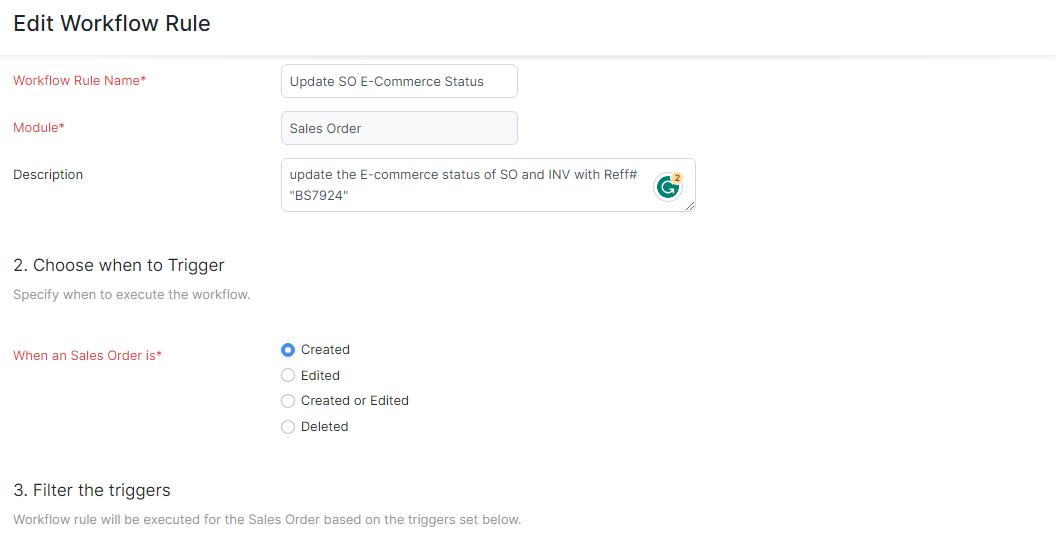 Edit Workflow Rule
Workflow Rule Name*
Update SO E-Commerce Status
Module*
Sales Order
Description
update the E-commerce status of SO and INV with Reff#
"BS7924"
2
2. Choose when to Trigger
Specify when to execute the workflow.
When an Sales Order is*
Created
Edited
Created or Edited
Deleted
3. Filter the triggers
Workflow rule will be executed for the Sales Order based on the triggers set below.